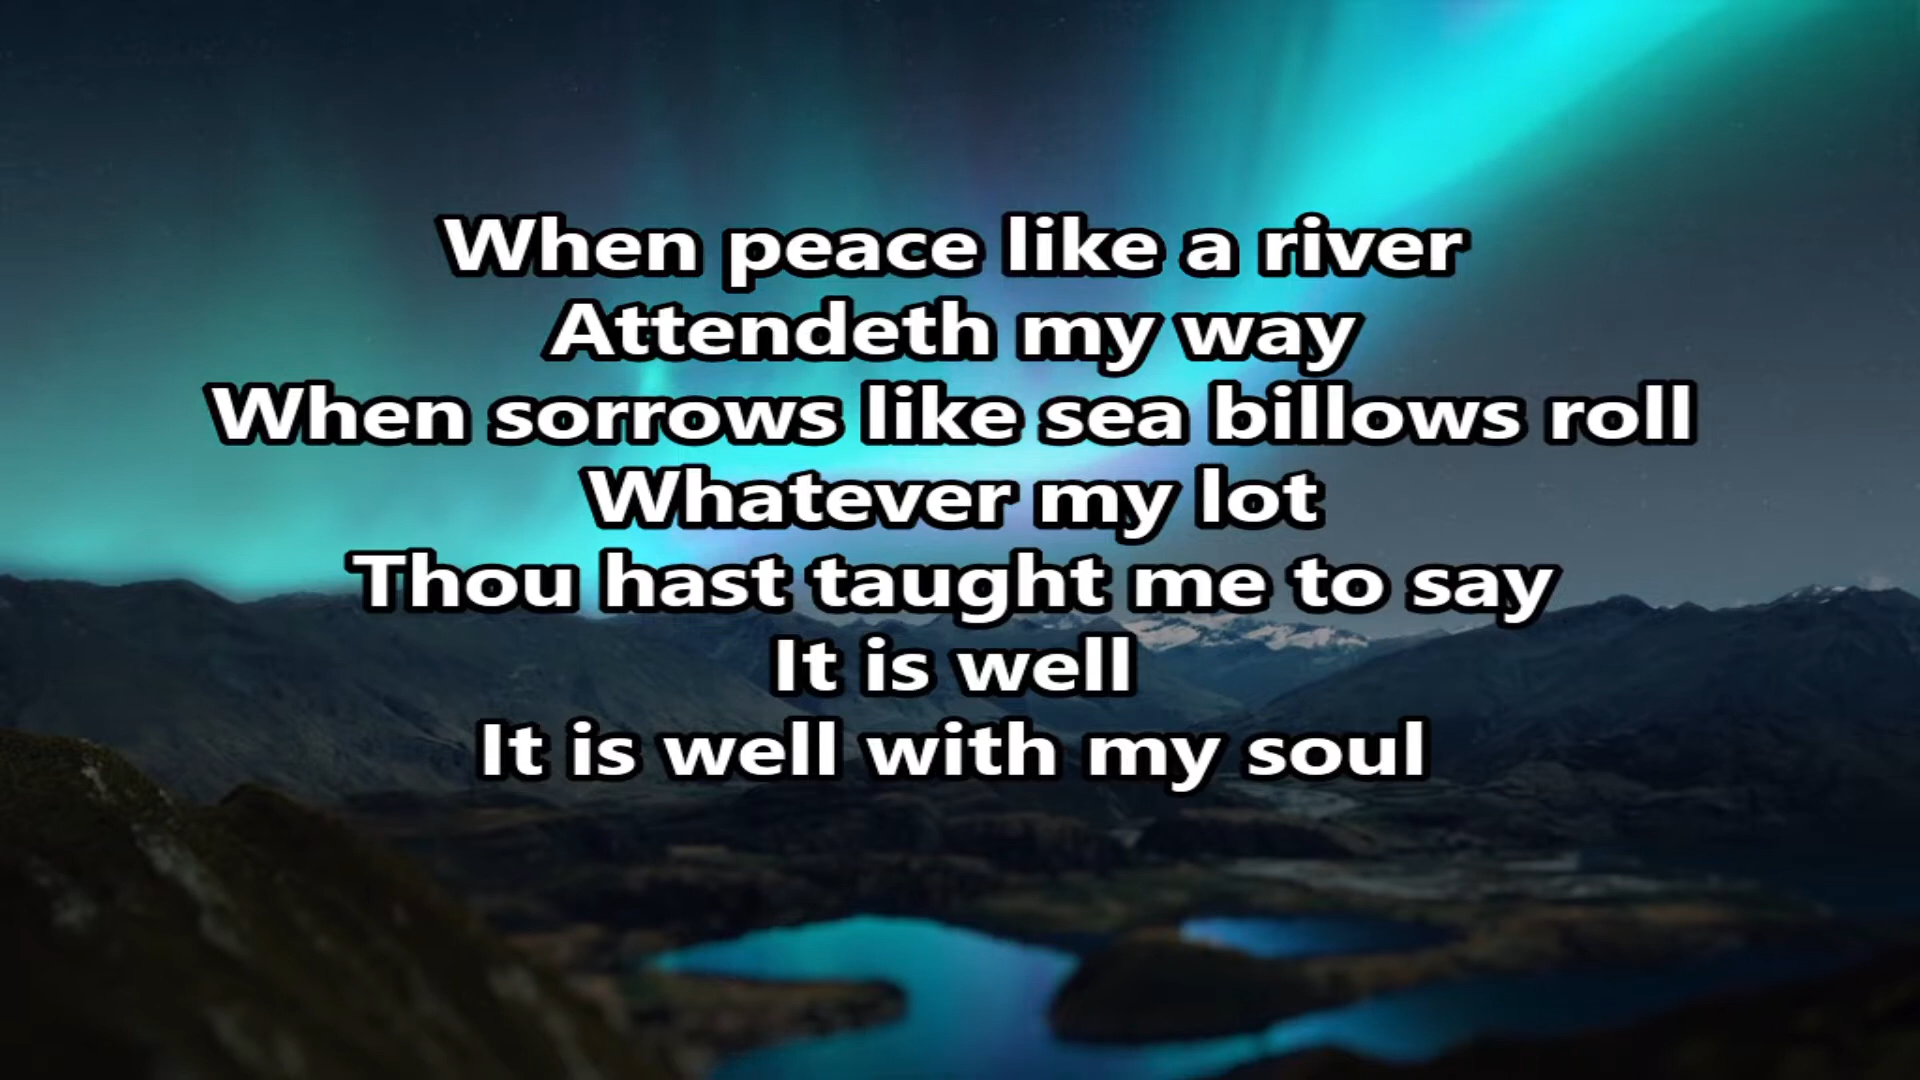 When peace like a river
Attendeth my way
When sorrows like sea billows roll
Whatever my lot
Thou hast taught me to say
It is well
It is well with my soul